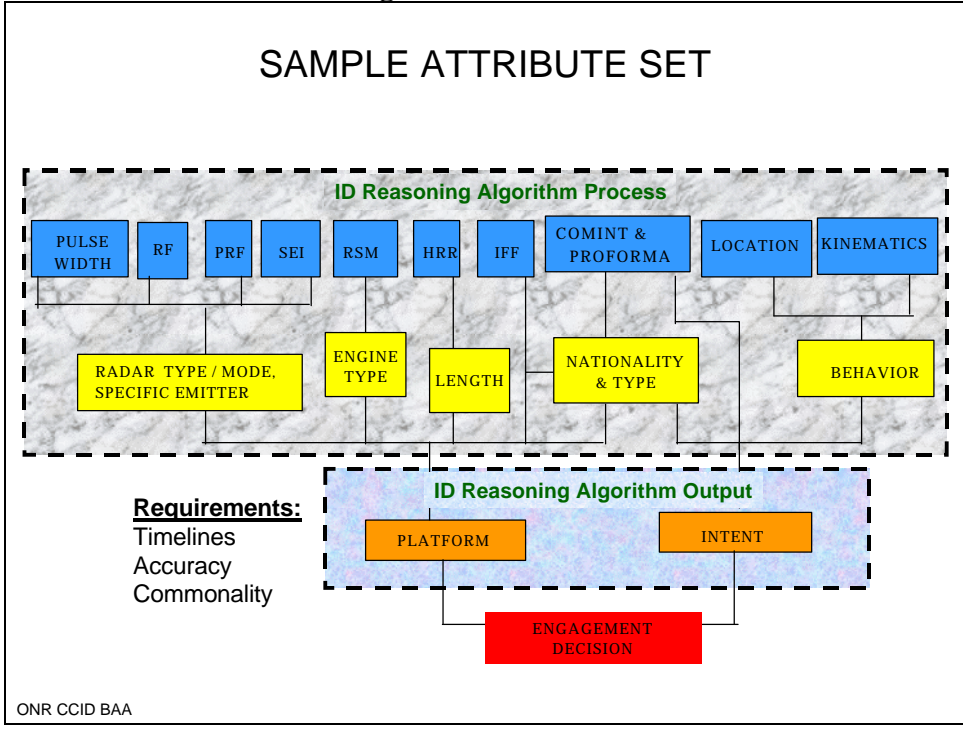 SAMPLE ATTRIBUTE SET
ID Reasoning Algorithm Process
PULSE
WIDTH
RF
PRF
SEI
RSM
HRR
IFF
COMINT &
PROFORMA
LOCATION
KINEMATICS
RADAR TYPE / MODE,
SPECIFIC EMITTER
ENGINE
TYPE
LENGTH
NATIONALITY
& TYPE
BEHAVIOR
ID Reasoning Algorithm Output
Requirements:
Timelines
Accuracy
Commonality
PLATFORM
INTENT
ENGAGEMENT
DECISION
ONR CCID BAA